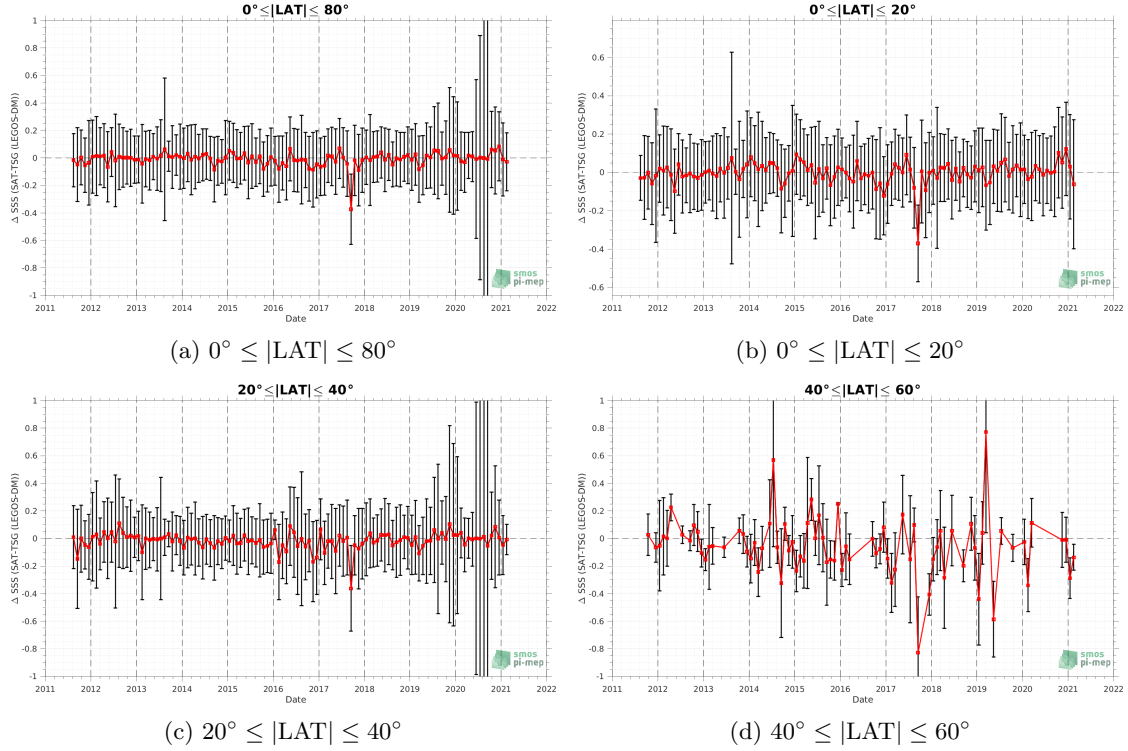 0°≤|LAT|≤ 80°
Δ SSS (SAT-TSG (LEGOS-DM))
1
0.8
0.6
0.4
0.2
0
-0.2
-0.4
-0.6
-0.8
-1
2011 2012 2013 2014 2015 2016 2017 2018 2019 2020 2021 2022
Date
smos
pi-mep
(a) 0° ≤ |LAT| ≤ 80°
0°≤|LAT|≤ 20°
Δ SSS (SAT-TSG (LEGOS-DM))
0.6
0.4
0.2
0
-0.2
-0.4
-0.6
2011 2012 2013 2014 2015 2016 2017 2018 2019 2020 2021 2022
Date
smos
pi-mep
(b) 0° ≤ |LAT| ≤ 20°
20°≤|LAT|≤ 40°
Δ SSS (SAT-TSG (LEGOS-DM))
1
0.8
0.6
0.4
0.2
0
-0.2
-0.4
-0.6
-0.8
-1
2011 2012 2013 2014 2015 2016 2017 2018 2019 2020 2021 2022
Date
smos
pi-mep
(c) 20° ≤ |LAT| ≤ 40°
40°≤|LAT|≤ 60°
Δ SSS (SAT-TSG (LEGOS-DM))
1
0.8
0.6
0.4
0.2
0
-0.2
-0.4
-0.6
-0.8
-1
2011 2012 2013 2014 2015 2016 2017 2018 2019 2020 2021 2022
Date
smos
pi-mep
(d) 40° ≤ |LAT| ≤ 60°